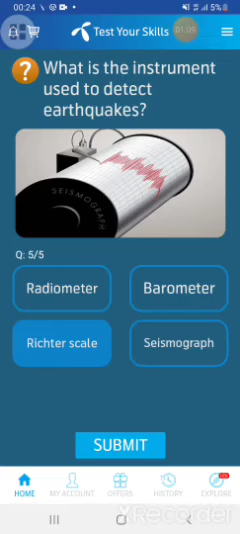 00:24
5%
Test Your Skills
01:05
?
What is the instrument
used to detect
earthquakes?
SEISMOGRAPH
Q: 5/5
Radiometer
Barometer
Richter scale
Seismograph
SUBMIT
HOME
MY ACCOUNT
OFFERS
HISTORY
EXPLORE
XRecorder